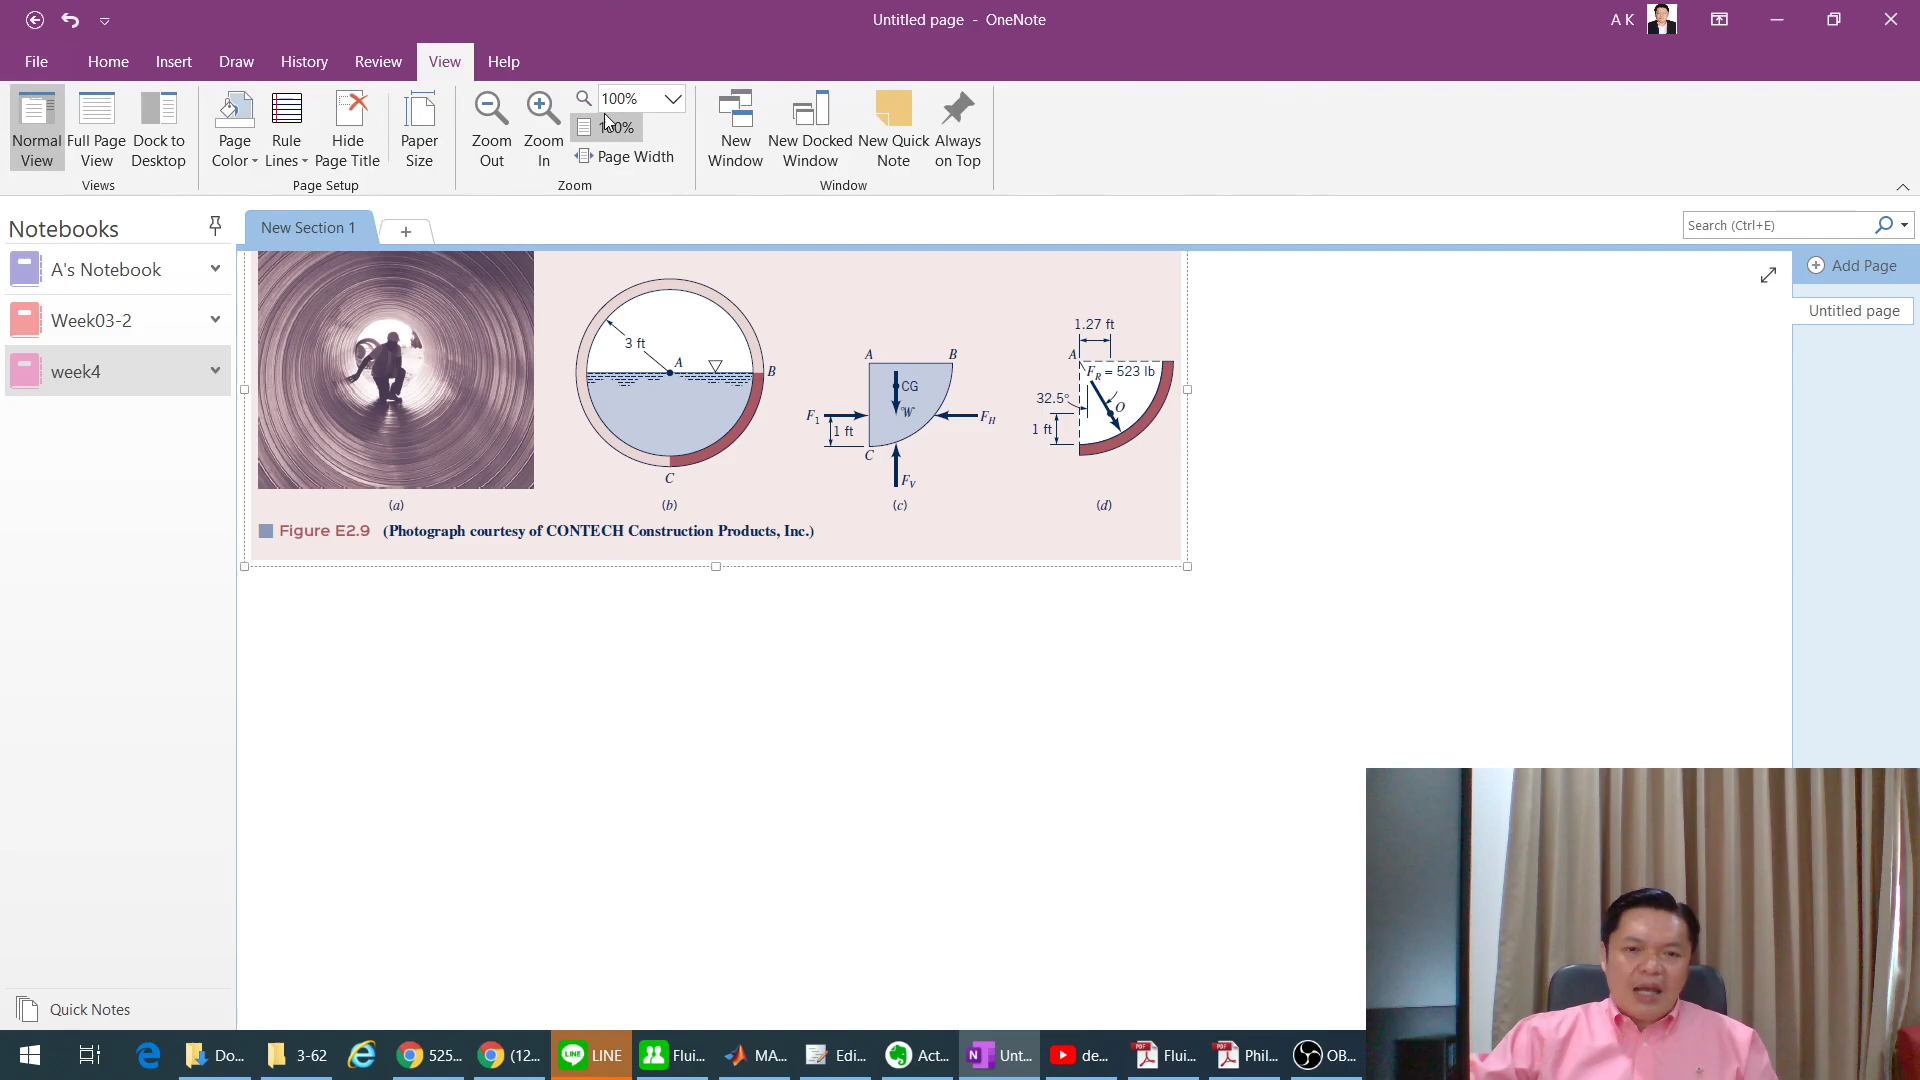 Untitled page - OneNote
A K
File Home Insert Draw History Review View Help
Normal View
Full Page View
Dock to Desktop
Page Color
Rule Lines
Hide Page Title
Paper Size
Zoom Out
Zoom In
100%
100%
Page Width
New Window
New Docked Window
New Quick Note
Always on Top
Views
Page Setup
Zoom
Window
Notebooks
New Section 1
+
Search (Ctrl+E)
A's Notebook
Week03-2
week4
Add Page
Untitled page
3 ft
A
B
C
(a)
(b)
A
B
CG
W
F1
1 ft
FH
C
FV
(c)
1.27 ft
A
FR = 523 lb
32.5°
O
1 ft
(d)
Figure E2.9 (Photograph courtesy of CONTECH Construction Products, Inc.)
Quick Notes
Do...
3-62
525...
(12...
LINE
LINE
Flui...
MA...
Edi...
Act...
N
Unt...
de...
PDF
Flui...
PDF
Phil...
OB...